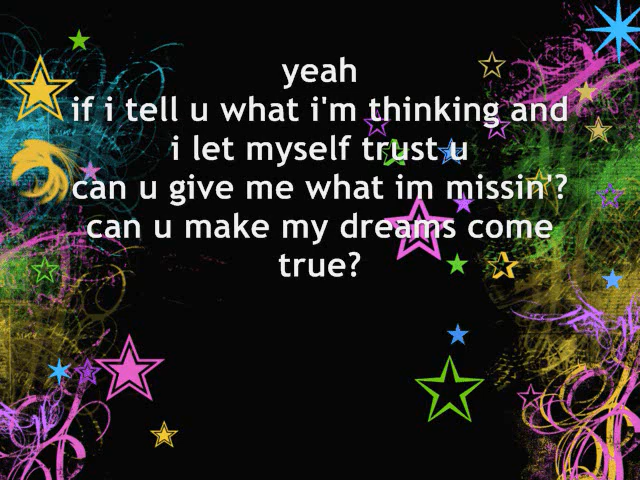 yeah
if i tell u what i'm thinking and
i let myself trust u
can u give me what im missin'?
can u make my dreams come
true?